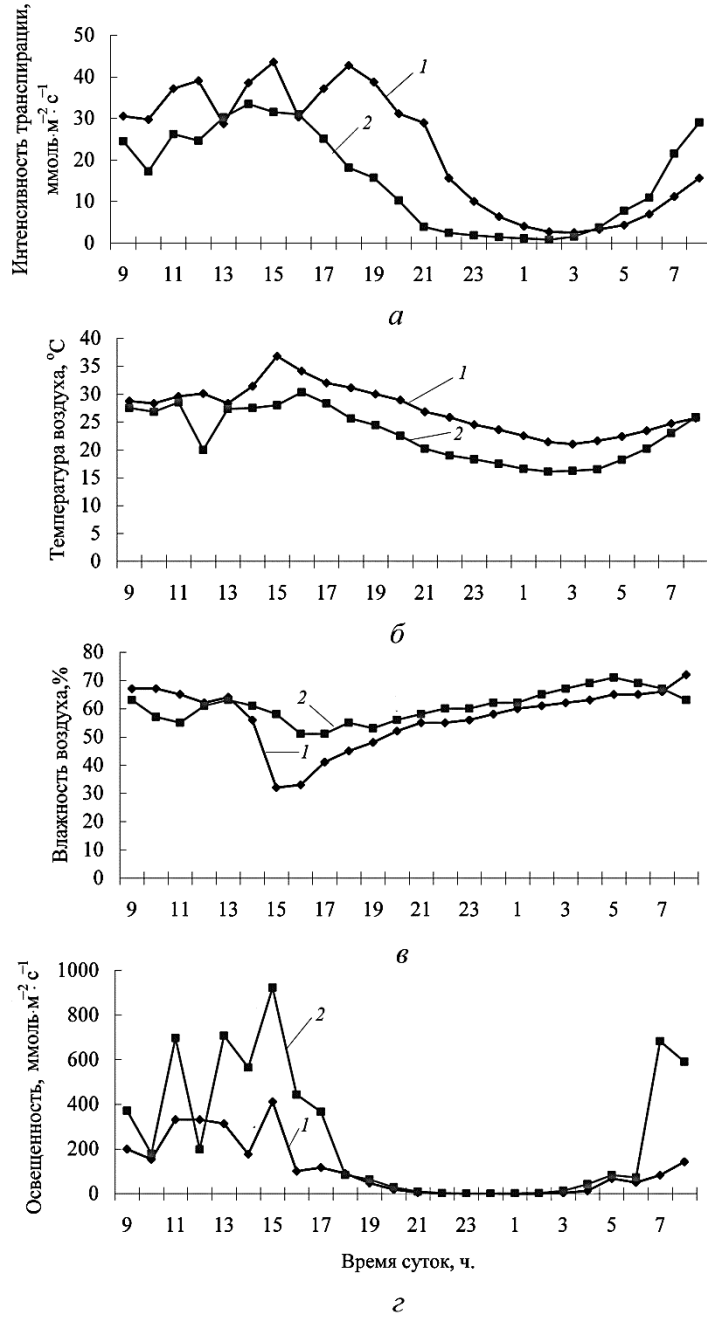 Интенсивность транспирации,
ммоль·м⁻²·с⁻¹
50
40
30
20
10
0
1
2
9 11 13 15 17 19 21 23 1 3 5 7
а
Температура воздуха, °С
40
35
30
25
20
15
10
5
0
1
2
9 11 13 15 17 19 21 23 1 3 5 7
б
Влажность воздуха,%
70
60
50
40
30
20
10
0
2
1
9 11 13 15 17 19 21 23 1 3 5 7
в
Освещенность, ммоль·м⁻²·с⁻¹
1000
800
600
400
200
0
2
1
9 11 13 15 17 19 21 23 1 3 5 7
Время суток, ч.
г